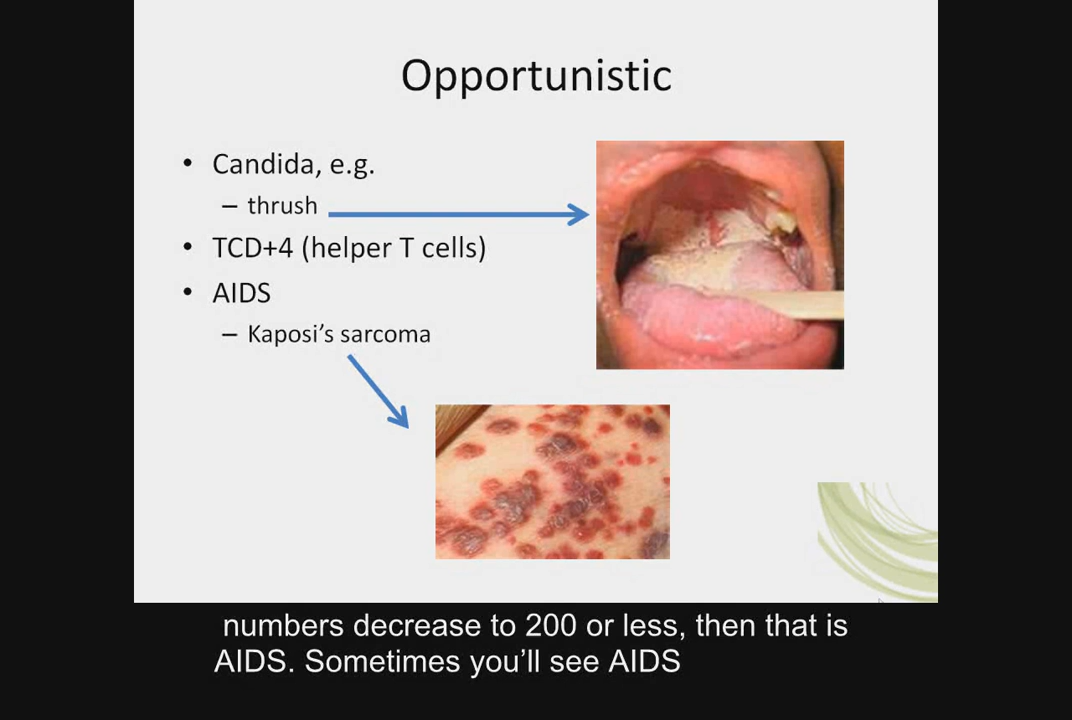 Opportunistic
• Candida, e.g.
– thrush
• TCD+4 (helper T cells)
• AIDS
– Kaposi’s sarcoma
numbers decrease to 200 or less, then that is
AIDS. Sometimes you’ll see AIDS